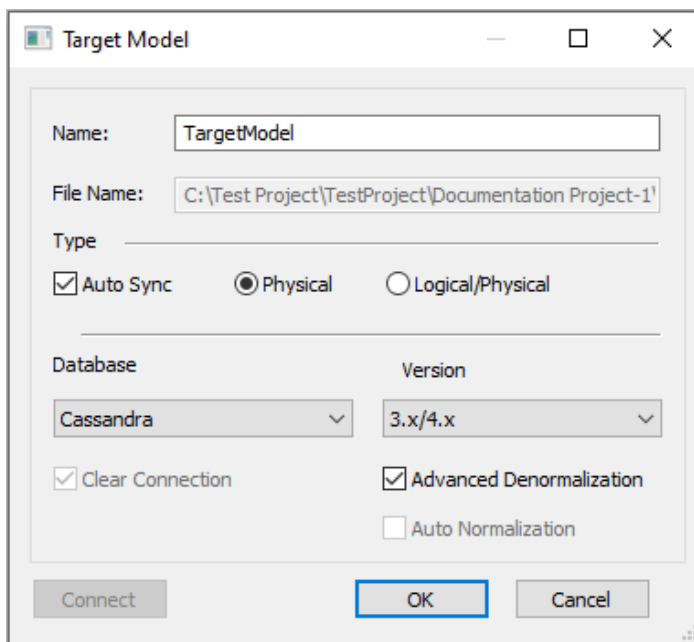 Target Model
Name: TargetModel
File Name: C:\Test Project\TestProject\Documentation Project-1\
Type
Auto Sync Physical Logical/Physical
Database Version
Cassandra 3.x/4.x
Clear Connection Advanced Denormalization
Auto Normalization
Connect OK Cancel